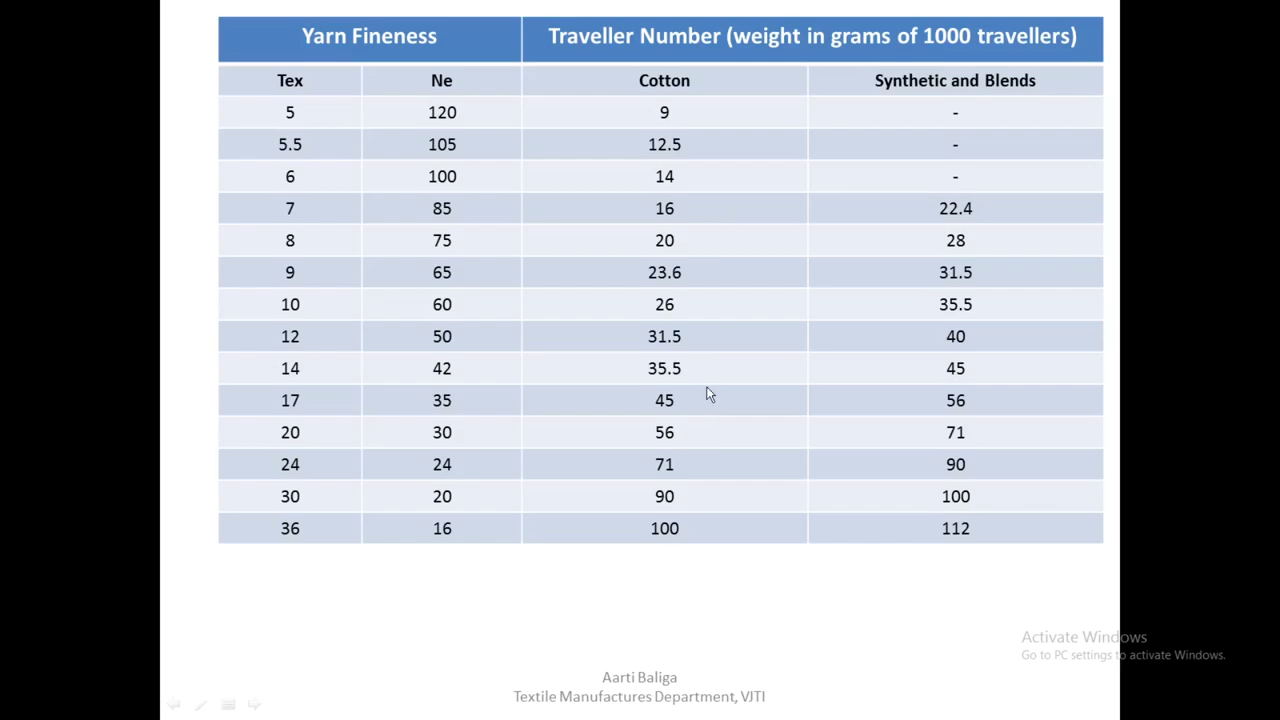 Yarn Fineness Traveller Number (weight in grams of 1000 travellers)
Tex Ne Cotton Synthetic and Blends
5 120 9 -
5.5 105 12.5 -
6 100 14 -
7 85 16 22.4
8 75 20 28
9 65 23.6 31.5
10 60 26 35.5
12 50 31.5 40
14 42 35.5 45
17 35 45 56
20 30 56 71
24 24 71 90
30 20 90 100
36 16 100 112
Activate Windows
Go to PC settings to activate Windows.
Aarti Baliga
Textile Manufactures Department, VJTI